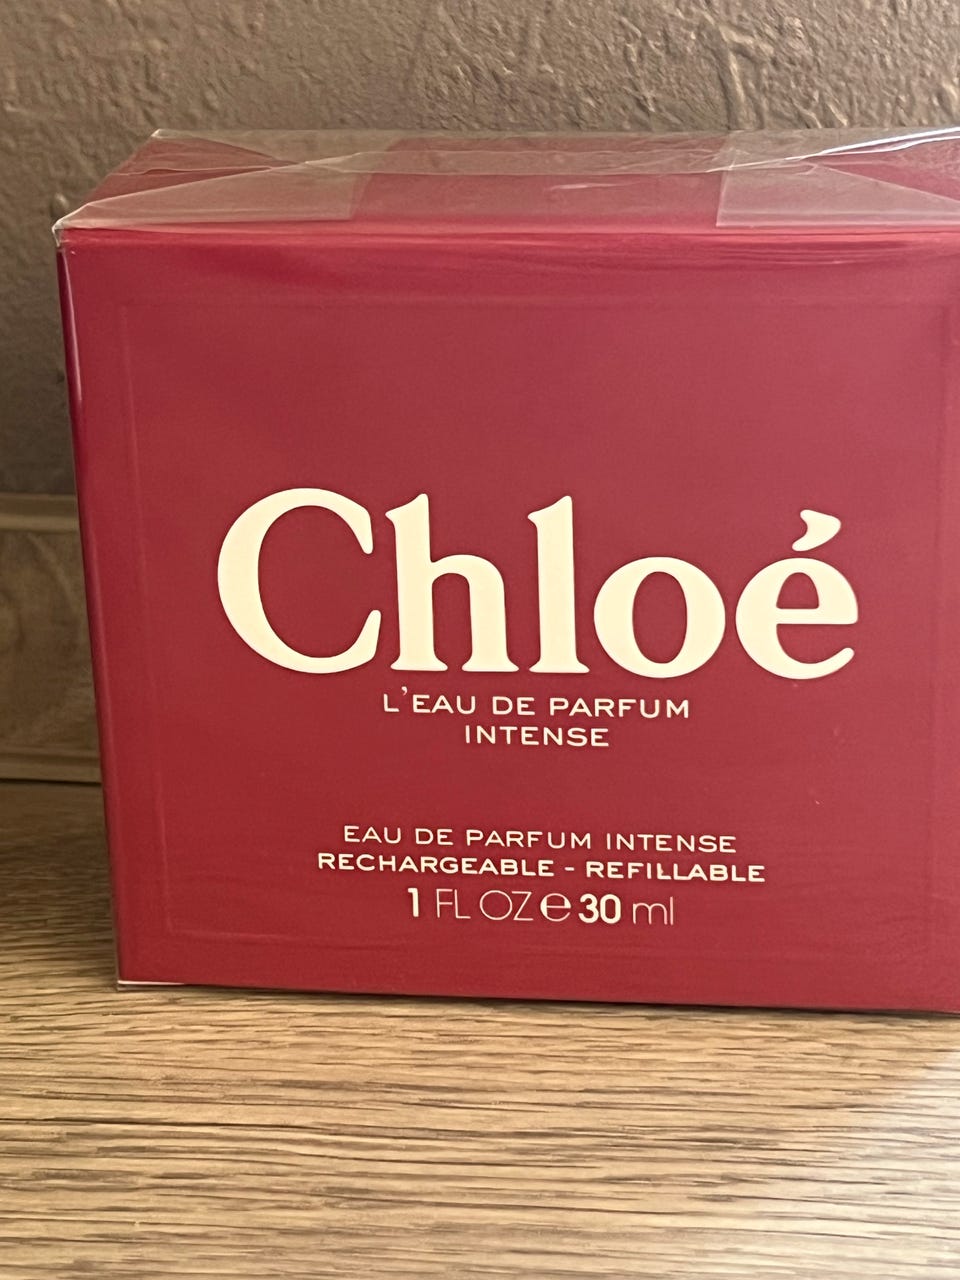 Chloé
L'EAU DE PARFUM
INTENSE
EAU DE PARFUM INTENSE
RECHARGEABLE - REFILLABLE
1 FL OZ ℮ 30 ml